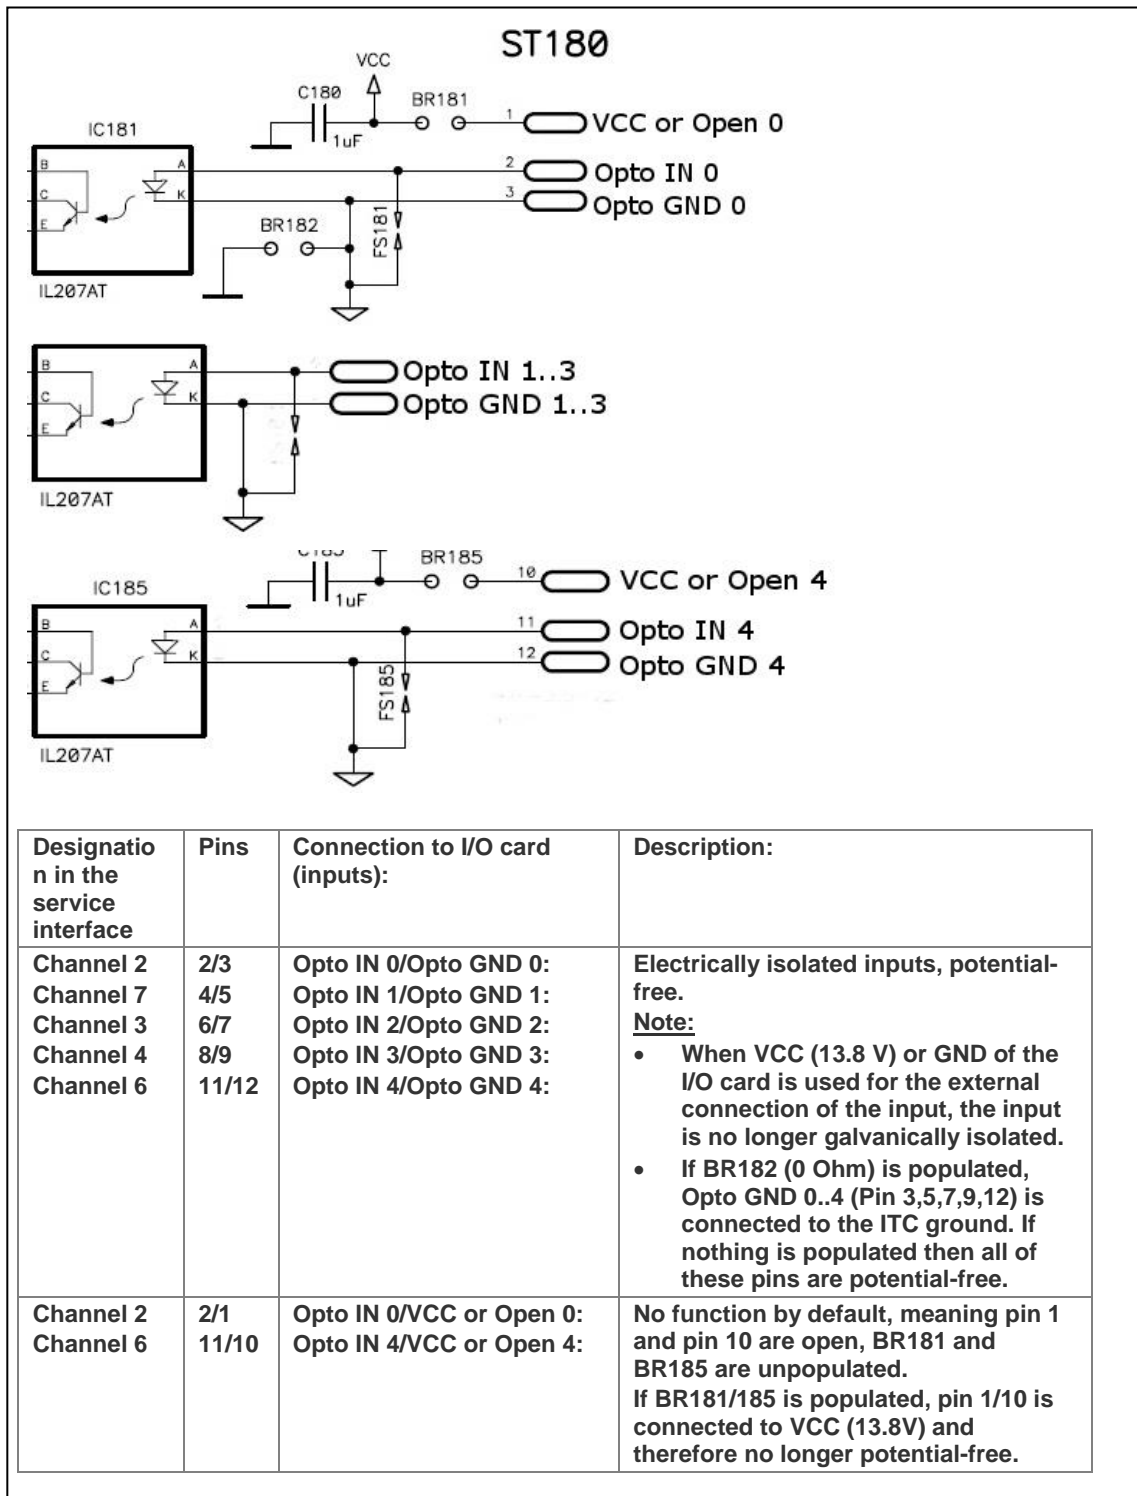 ST180
VCC
C180
BR181
1
VCC or Open 0
1uF
IC181
B
A
2
Opto IN 0
C
K
3
Opto GND 0
E
BR182
FS181
IL207AT
B
A
Opto IN 1..3
C
K
Opto GND 1..3
E
IL207AT
BR185
10
VCC or Open 4
1uF
IC185
B
A
11
Opto IN 4
C
K
12
Opto GND 4
E
FS185
IL207AT
Designatio
n in the
service
interface
Pins
Connection to I/O card
(inputs):
Description:
Channel 2
2/3
Opto IN 0/Opto GND 0:
Channel 7
4/5
Opto IN 1/Opto GND 1:
Channel 3
6/7
Opto IN 2/Opto GND 2:
Channel 4
8/9
Opto IN 3/Opto GND 3:
Channel 6
11/12
Opto IN 4/Opto GND 4:
Electrically isolated inputs, potential-
free.
Note:
• When VCC (13.8 V) or GND of the
I/O card is used for the external
connection of the input, the input
is no longer galvanically isolated.
• If BR182 (0 Ohm) is populated,
Opto GND 0..4 (Pin 3,5,7,9,12) is
connected to the ITC ground. If
nothing is populated then all of
these pins are potential-free.
Channel 2
2/1
Opto IN 0/VCC or Open 0:
Channel 6
11/10
Opto IN 4/VCC or Open 4:
No function by default, meaning pin 1
and pin 10 are open, BR181 and
BR185 are unpopulated.
If BR181/185 is populated, pin 1/10 is
connected to VCC (13.8V) and
therefore no longer potential-free.